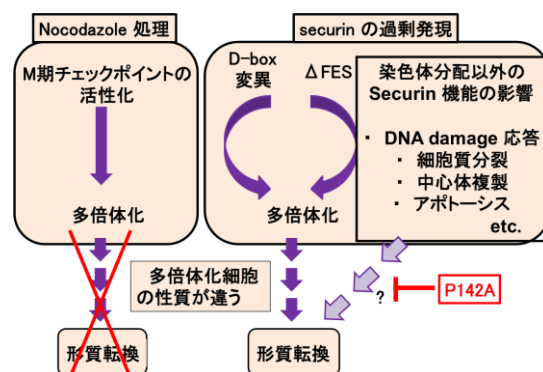 Nocodazole 処理
M期チェックポイントの
活性化
多倍体化
形質転換
securin の過剰発現
D-box
変異
ΔFES
多倍体化
染色体分配以外の
Securin 機能の影響
・ DNA damage 応答
・ 細胞質分裂
・ 中心体複製
・ アポトーシス
etc.
多倍体化細胞
の性質が違う
?
P142A
形質転換